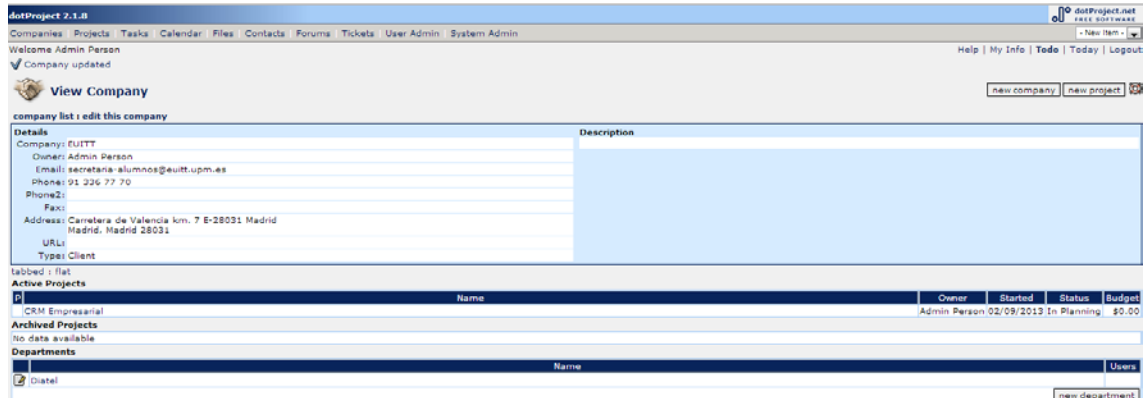 dotProject 2.1.8
dotProject.net
FREE SOFTWARE
Companies Projects Tasks Calendar Files Contacts Forums Tickets User Admin System Admin
- New Item -
Welcome Admin Person
Help | My Info | Todo | Today | Logout
Company updated
View Company
new company new project
company list : edit this company
Details Description
Company: EUITT
Owner: Admin Person
Email: secretaria-alumnos@euitt.upm.es
Phone: 91 336 77 70
Phone2:
Fax:
Address: Carretera de Valencia km. 7 E-28031 Madrid
Madrid, Madrid 28031
URL:
Type: Client
tabbed : flat
Active Projects
P Name Owner Started Status Budget
CRM Empresarial Admin Person 02/09/2013 In Planning $0.00
Archived Projects
No data available
Departments
Name Users
Diatel
new department